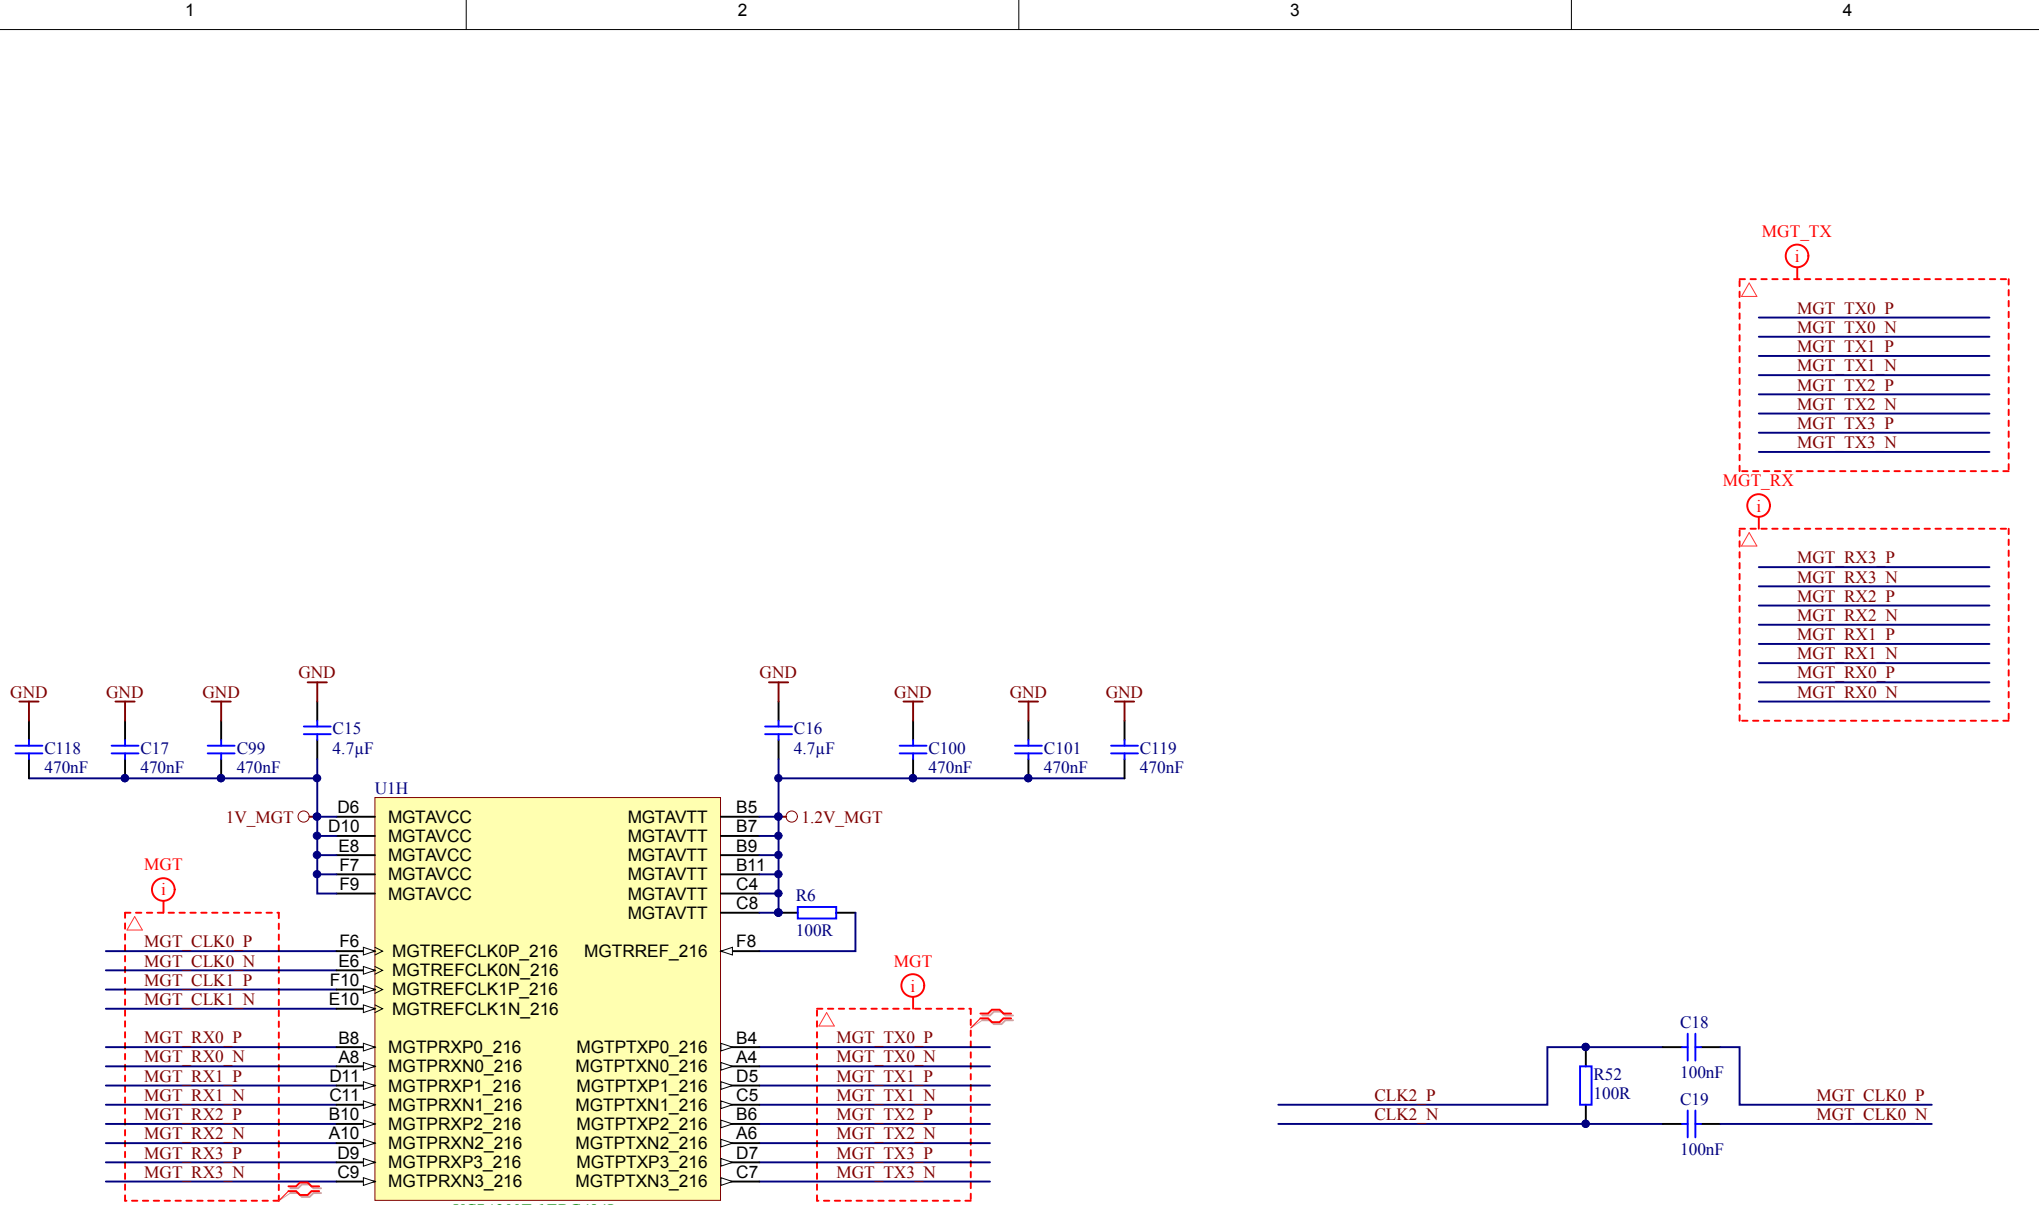 1 2 3 4
MGT_TX
i
MGT_TX0_P
MGT_TX0_N
MGT_TX1_P
MGT_TX1_N
MGT_TX2_P
MGT_TX2_N
MGT_TX3_P
MGT_TX3_N
MGT_RX
i
MGT_RX3_P
MGT_RX3_N
MGT_RX2_P
MGT_RX2_N
MGT_RX1_P
MGT_RX1_N
MGT_RX0_P
MGT_RX0_N
GND GND GND GND GND GND GND GND
C118 470nF
C17 470nF
C99 470nF
C15 4.7µF
C16 4.7µF
C100 470nF
C101 470nF
C119 470nF
U1H
1V_MGT D6 MGTAVCC MGTAVTT B5 1.2V_MGT
D10 MGTAVCC MGTAVTT B7
E8 MGTAVCC MGTAVTT B9
F7 MGTAVCC MGTAVTT B11
F9 MGTAVCC MGTAVTT C4
MGTAVTT C8
R6
100R
MGT
i
MGT_CLK0_P F6 MGTREFCLK0P_216 MGTRREF_216 F8
MGT_CLK0_N E6 MGTREFCLK0N_216
MGT_CLK1_P F10 MGTREFCLK1P_216
MGT_CLK1_N E10 MGTREFCLK1N_216
MGT
i
MGT_RX0_P B8 MGTPRXP0_216 MGTPTXP0_216 B4 MGT_TX0_P
MGT_RX0_N A8 MGTPRXN0_216 MGTPTXN0_216 A4 MGT_TX0_N
MGT_RX1_P D11 MGTPRXP1_216 MGTPTXP1_216 D5 MGT_TX1_P
MGT_RX1_N C11 MGTPRXN1_216 MGTPTXN1_216 C5 MGT_TX1_N
MGT_RX2_P B10 MGTPRXP2_216 MGTPTXP2_216 B6 MGT_TX2_P
MGT_RX2_N A10 MGTPRXN2_216 MGTPTXN2_216 A6 MGT_TX2_N
MGT_RX3_P D9 MGTPRXP3_216 MGTPTXP3_216 D7 MGT_TX3_P
MGT_RX3_N C9 MGTPRXN3_216 MGTPTXN3_216 C7 MGT_TX3_N
C18
100nF
R52
100R
C19
100nF
CLK2_P MGT_CLK0_P
CLK2_N MGT_CLK0_N